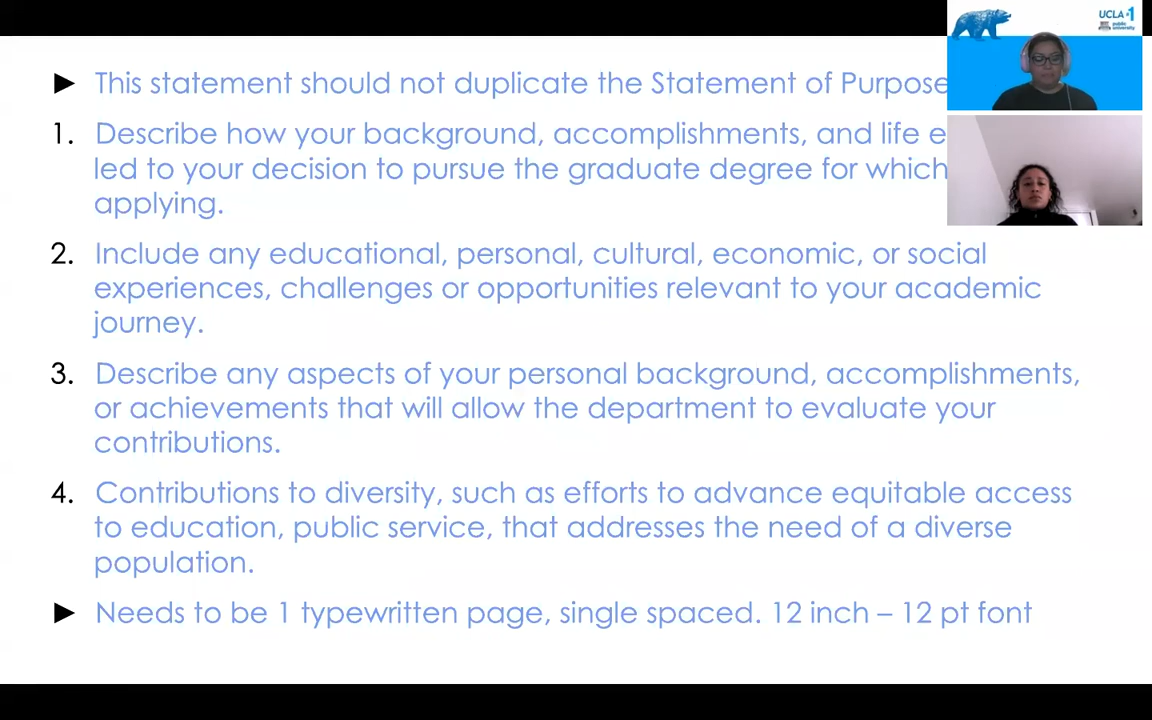 ► This statement should not duplicate the Statement of Purpose
1. Describe how your background, accomplishments, and life e
led to your decision to pursue the graduate degree for which
applying.
2. Include any educational, personal, cultural, economic, or social
experiences, challenges or opportunities relevant to your academic
journey.
3. Describe any aspects of your personal background, accomplishments,
or achievements that will allow the department to evaluate your
contributions.
4. Contributions to diversity, such as efforts to advance equitable access
to education, public service, that addresses the need of a diverse
population.
► Needs to be 1 typewritten page, single spaced. 12 inch – 12 pt font
UCLA #1
public
university